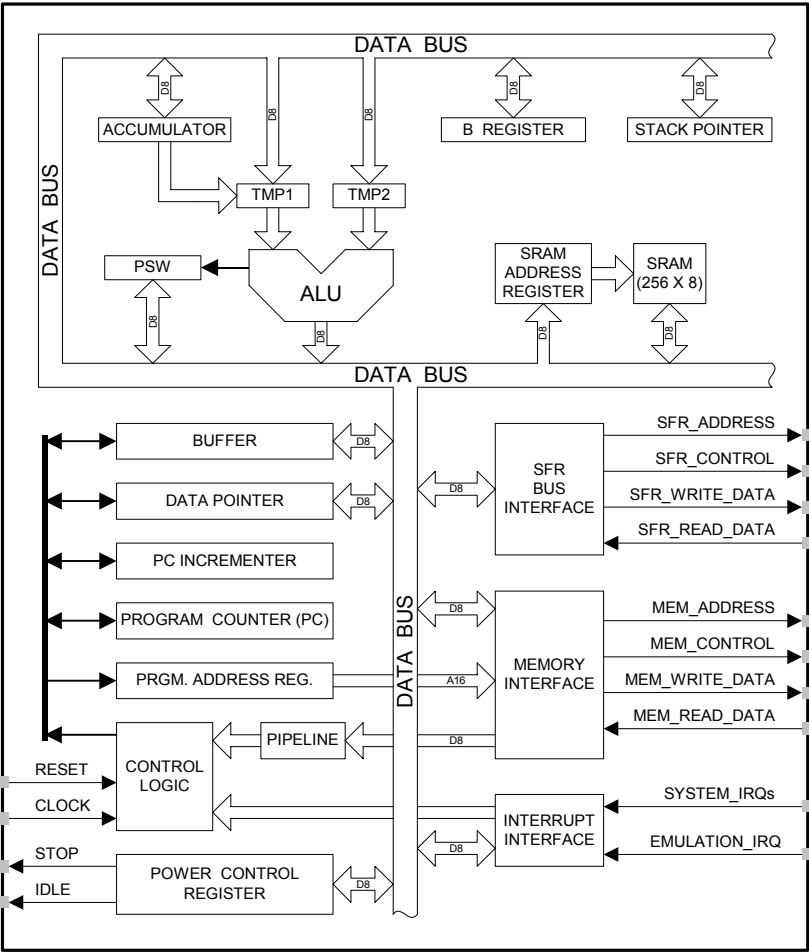 DATA BUS
D8
D8
D8
D8
D8
ACCUMULATOR
B REGISTER
STACK POINTER
DATA BUS
TMP1
TMP2
PSW
ALU
SRAM
ADDRESS
REGISTER
SRAM
(256 X 8)
D8
D8
D8
D8
DATA BUS
BUFFER
D8
DATA POINTER
D8
PC INCREMENTER
PROGRAM COUNTER (PC)
PRGM. ADDRESS REG.
A16
PIPELINE
D8
CONTROL
LOGIC
RESET
CLOCK
STOP
IDLE
POWER CONTROL
REGISTER
D8
DATA BUS
D8
SFR
BUS
INTERFACE
SFR_ADDRESS
SFR_CONTROL
SFR_WRITE_DATA
SFR_READ_DATA
D8
MEMORY
INTERFACE
MEM_ADDRESS
MEM_CONTROL
MEM_WRITE_DATA
MEM_READ_DATA
INTERRUPT
INTERFACE
D8
SYSTEM_IRQs
EMULATION_IRQ